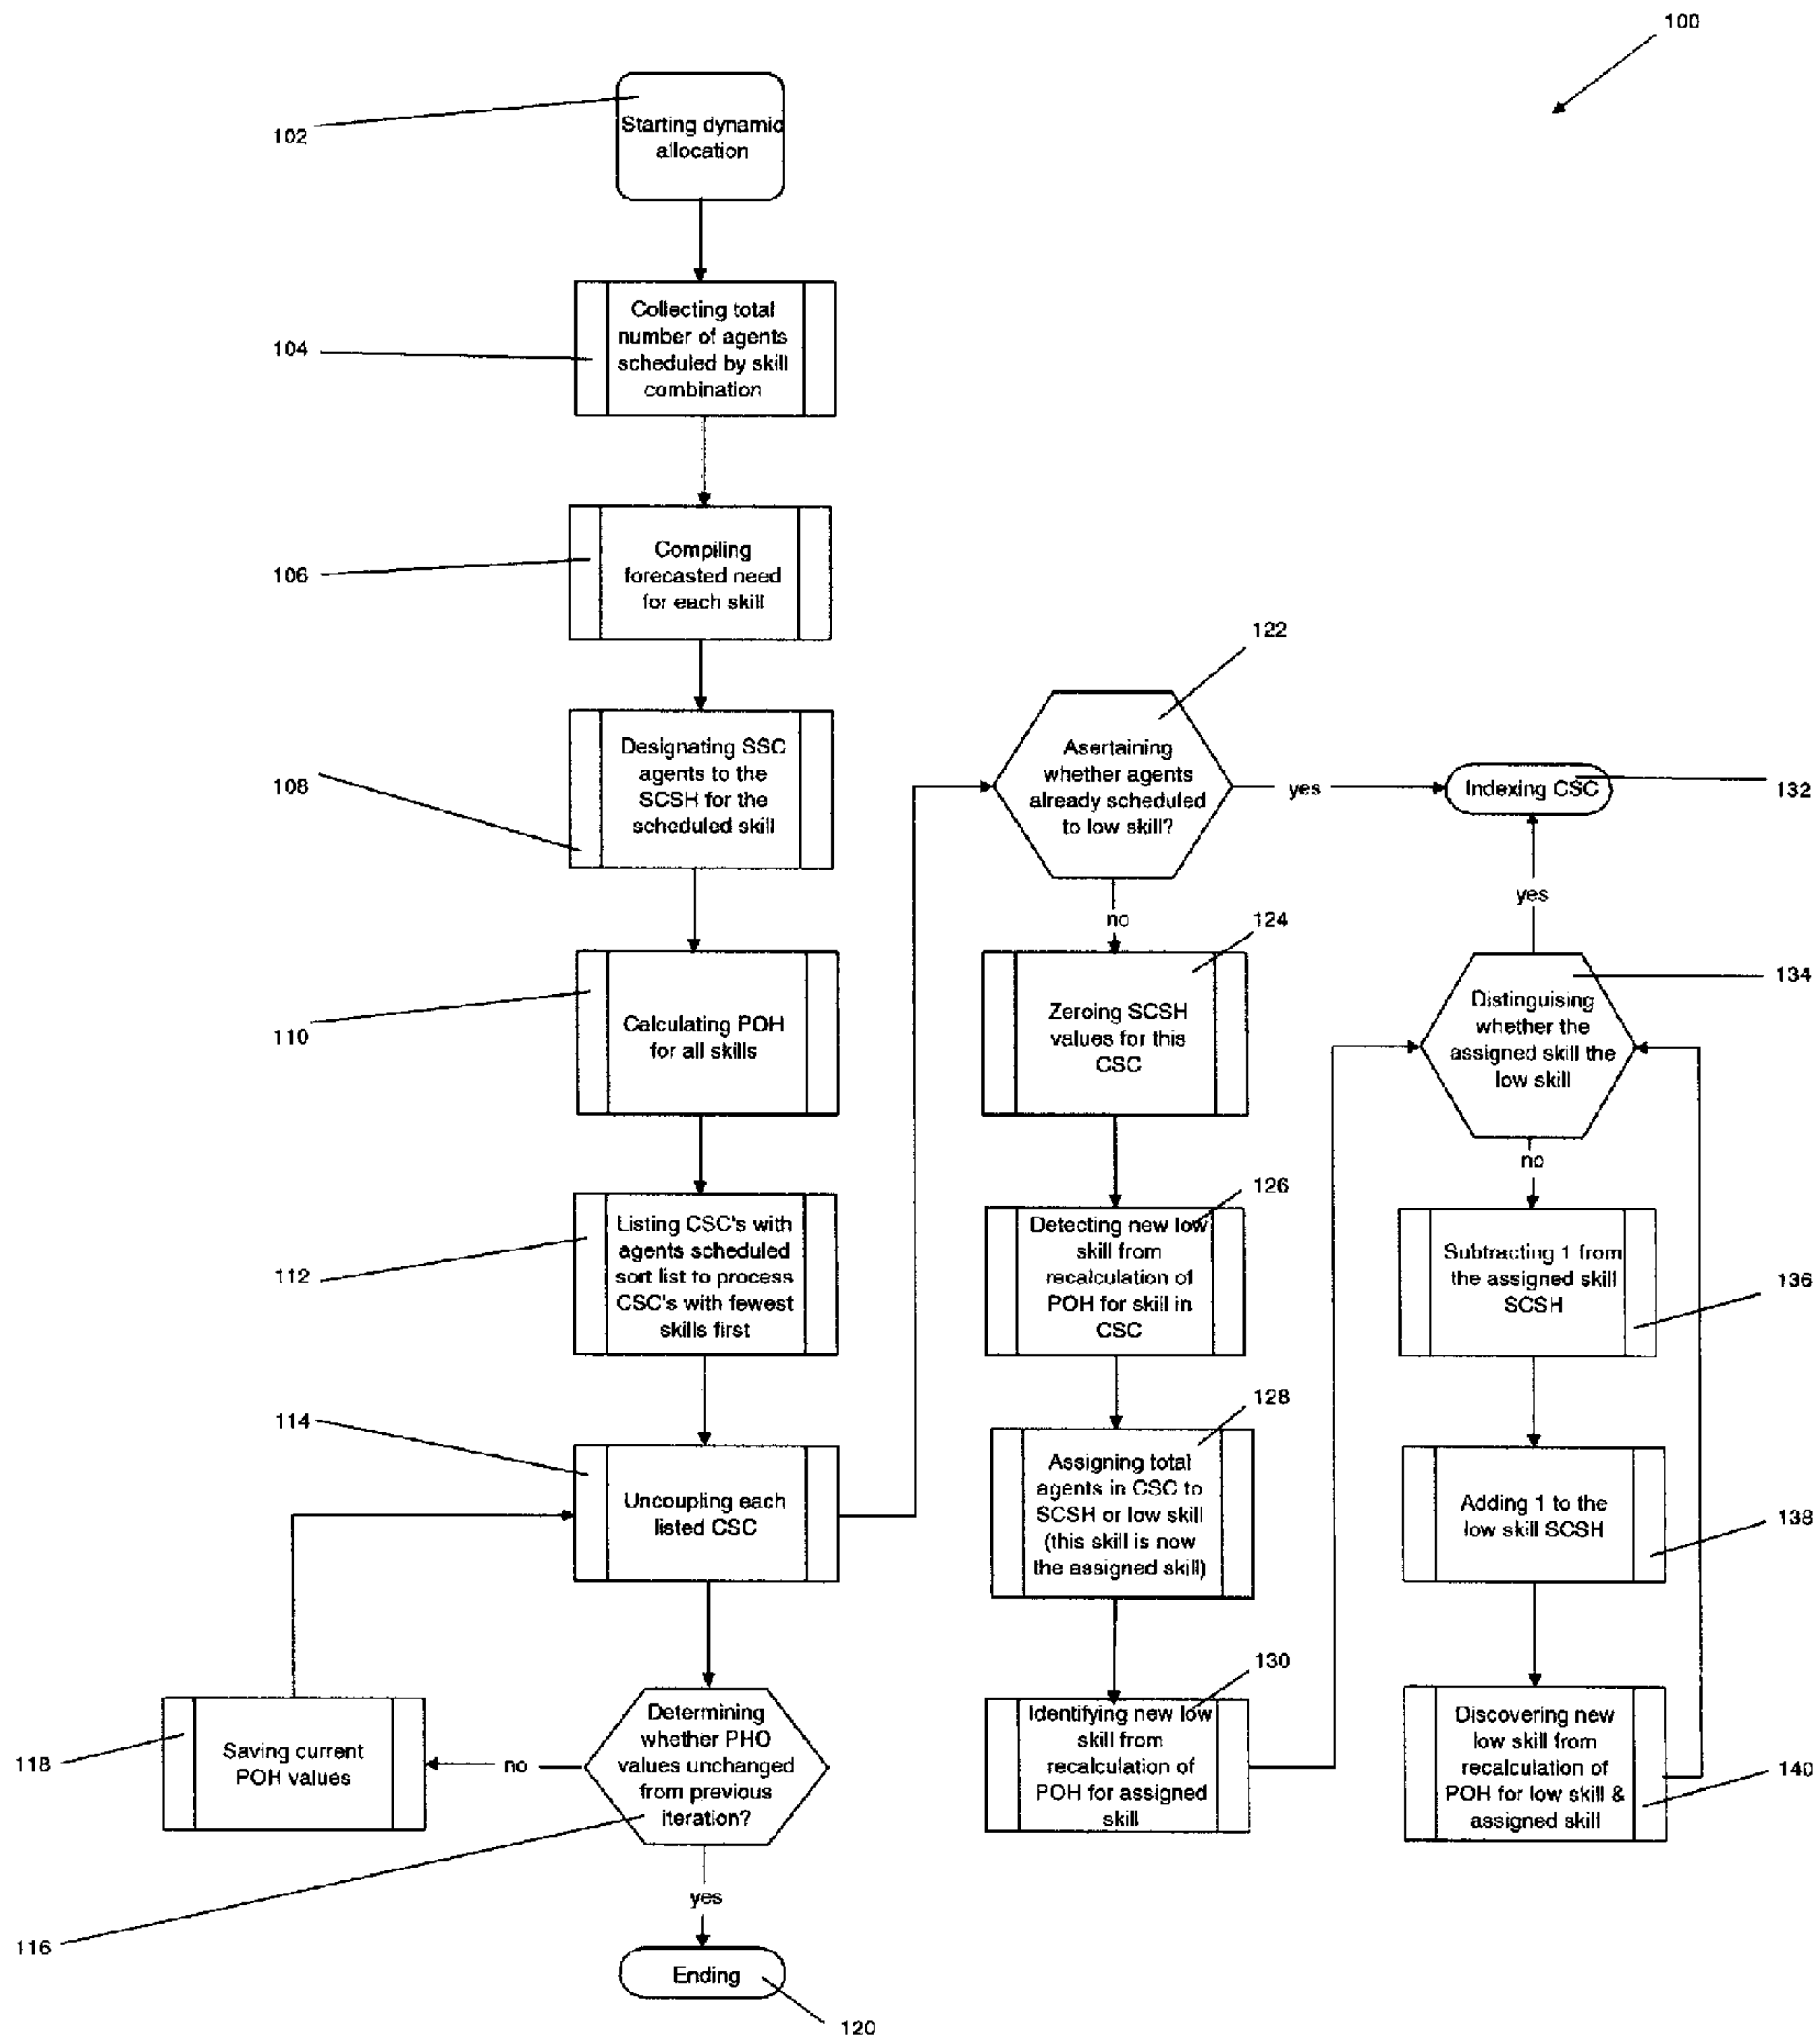 100
102
Starting dynamic
allocation
104
Collecting total
number of agents
scheduled by skill
combination
106
Compiling
forecasted need
for each skill
108
Designating SSC
agents to the
SCSH for the
scheduled skill
110
Calculating POH
for all skills
112
Listing CSC's with
agents scheduled
sort list to process
CSC's with fewest
skills first
114
Uncoupling each
listed CSC
118
Saving current
POH values
no
Determining
whether PHO
values unchanged
from previous
iteration?
116
yes
Ending
120
122
Asertaining
whether agents
already scheduled
to low skill?
yes
Indexing CSC
132
no
124
Zeroing SCSH
values for this
CSC
126
Detecting new low
skill from
recalculation of
POH for skill in
CSC
128
Assigning total
agents in CSC to
SCSH or low skill
(this skill is now
the assigned skill)
130
Identifying new low
skill from
recalculation of
POH for assigned
skill
yes
134
Distinguising
whether the
assigned skill the
low skill
no
Subtracting 1 from
the assigned skill
SCSH
136
Adding 1 to the
low skill SCSH
138
Discovering new
low skill from
recalculation of
POH for low skill &
assigned skill
140